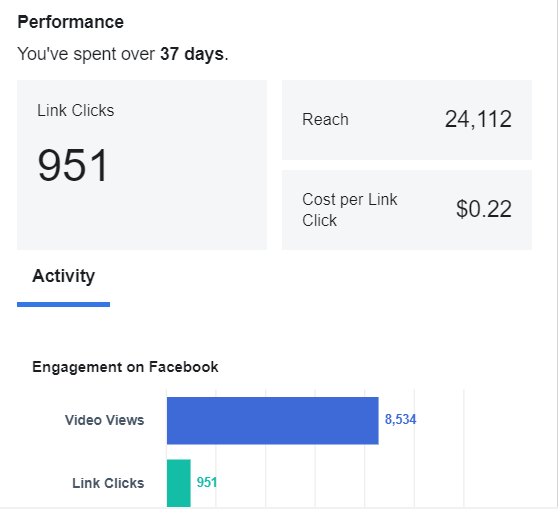 Performance
You've spent over 37 days.
Link Clicks
951
Reach
24,112
Cost per Link
Click
$0.22
Activity
Engagement on Facebook
Video Views
8,534
Link Clicks
951